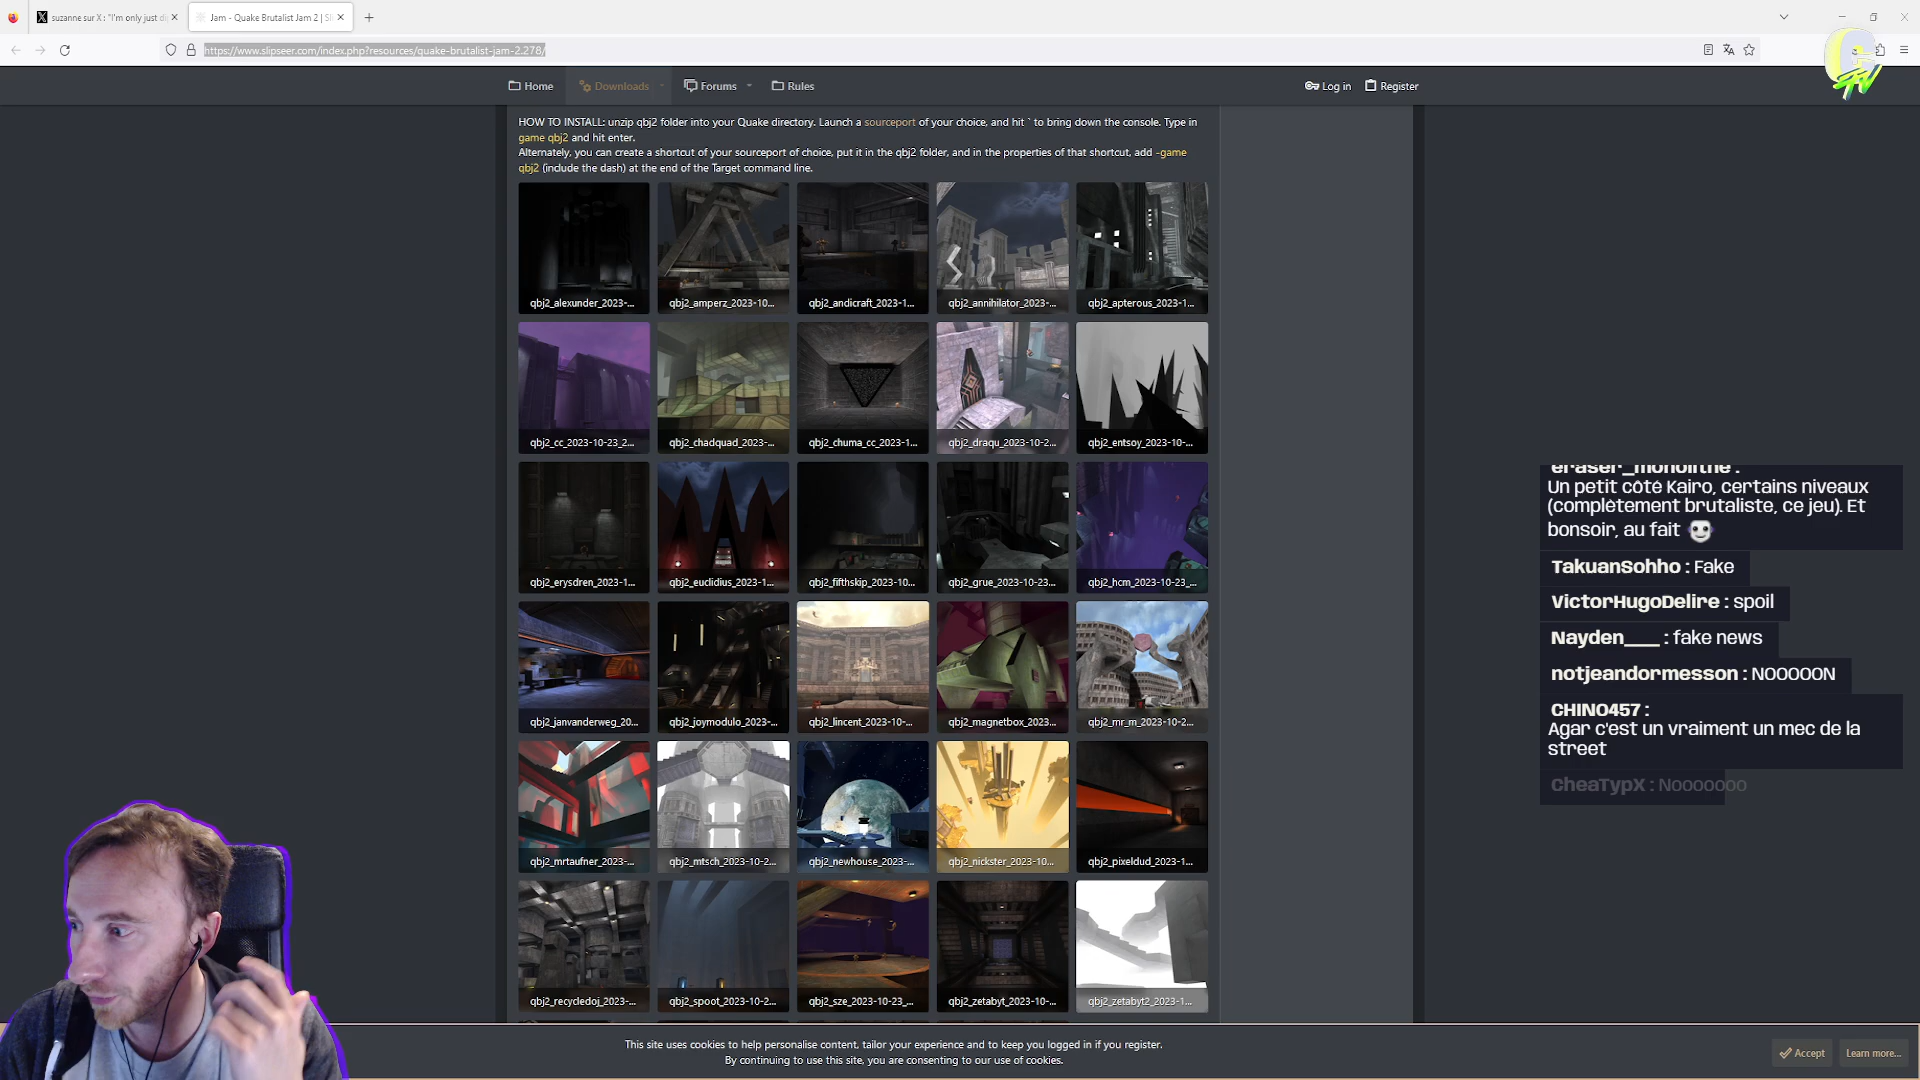 suzanne sur X : "I'm only just di
Jam - Quake Brutalist Jam 2 | Sli
https://www.slipseer.com/index.php?resources/quake-brutalist-jam-2.278/
Home
Downloads
Forums
Rules
Log in
Register
HOW TO INSTALL: unzip qbj2 folder into your Quake directory. Launch a sourceport of your choice, and hit ` to bring down the console. Type in
game qbj2 and hit enter.
Alternately, you can create a shortcut of your sourceport of choice, put it in the qbj2 folder, and in the properties of that shortcut, add -game
qbj2 (include the dash) at the end of the Target command line.
qbj2_alexunder_2023-...
qbj2_amperz_2023-10...
qbj2_andicraft_2023-1...
qbj2_annihilator_2023-...
qbj2_apterous_2023-1...
qbj2_cc_2023-10-23_2...
qbj2_chadquad_2023-...
qbj2_chuma_cc_2023-1...
qbj2_draqu_2023-10-2...
qbj2_entsoy_2023-10-...
qbj2_erysdren_2023-1...
qbj2_euclidius_2023-1...
qbj2_fifthskip_2023-10...
qbj2_grue_2023-10-23...
qbj2_hcm_2023-10-23_...
qbj2_janvanderweg_20...
qbj2_joymodulo_2023-...
qbj2_lincent_2023-10-...
qbj2_magnetbox_2023...
qbj2_mr_m_2023-10-2...
qbj2_mrtaufner_2023-...
qbj2_mtsch_2023-10-2...
qbj2_newhouse_2023-...
qbj2_nickster_2023-10...
qbj2_pixeldud_2023-1...
qbj2_recycledoj_2023-...
qbj2_spoot_2023-10-2...
qbj2_sze_2023-10-23_...
qbj2_zetabyt_2023-10-...
qbj2_zetabyt2_2023-1...
This site uses cookies to help personalise content, tailor your experience and to keep you logged in if you register.
By continuing to use this site, you are consenting to our use of cookies.
Accept
Learn more...
eraser_monolithe :
Un petit côté Kairo, certains niveaux
(complètement brutaliste, ce jeu). Et
bonsoir, au fait
TakuanSohho : Fake
VictorHugoDelire : spoil
Nayden___ : fake news
notjeandormesson : NOOOOON
CHINO457 :
Agar c'est un vraiment un mec de la
street
CheaTypX : Nooooooo